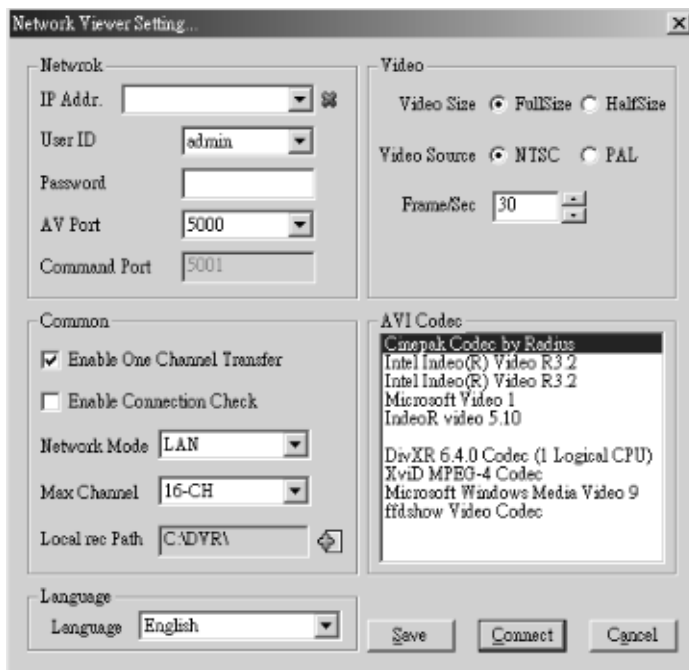 Network Viewer Setting...
Netwrok
IP Addr.
User ID admin
Password
AV Port 5000
Command Port 5001
Video
Video Size FullSize HalfSize
Video Source NTSC PAL
Frame/Sec 30
Common
Enable One Channel Transfer
Enable Connection Check
Network Mode LAN
Max Channel 16-CH
Local rec Path C:\DVR\
AVI Codec
Cinepak Codec by Radius
Intel Indeo(R) Video R3.2
Intel Indeo(R) Video R3.2
Microsoft Video 1
IndeoR video 5.10
DivXR 6.4.0 Codec (1 Logical CPU)
XviD MPEG-4 Codec
Microsoft Windows Media Video 9
ffdshow Video Codec
Language
Language English
Save Connect Cancel